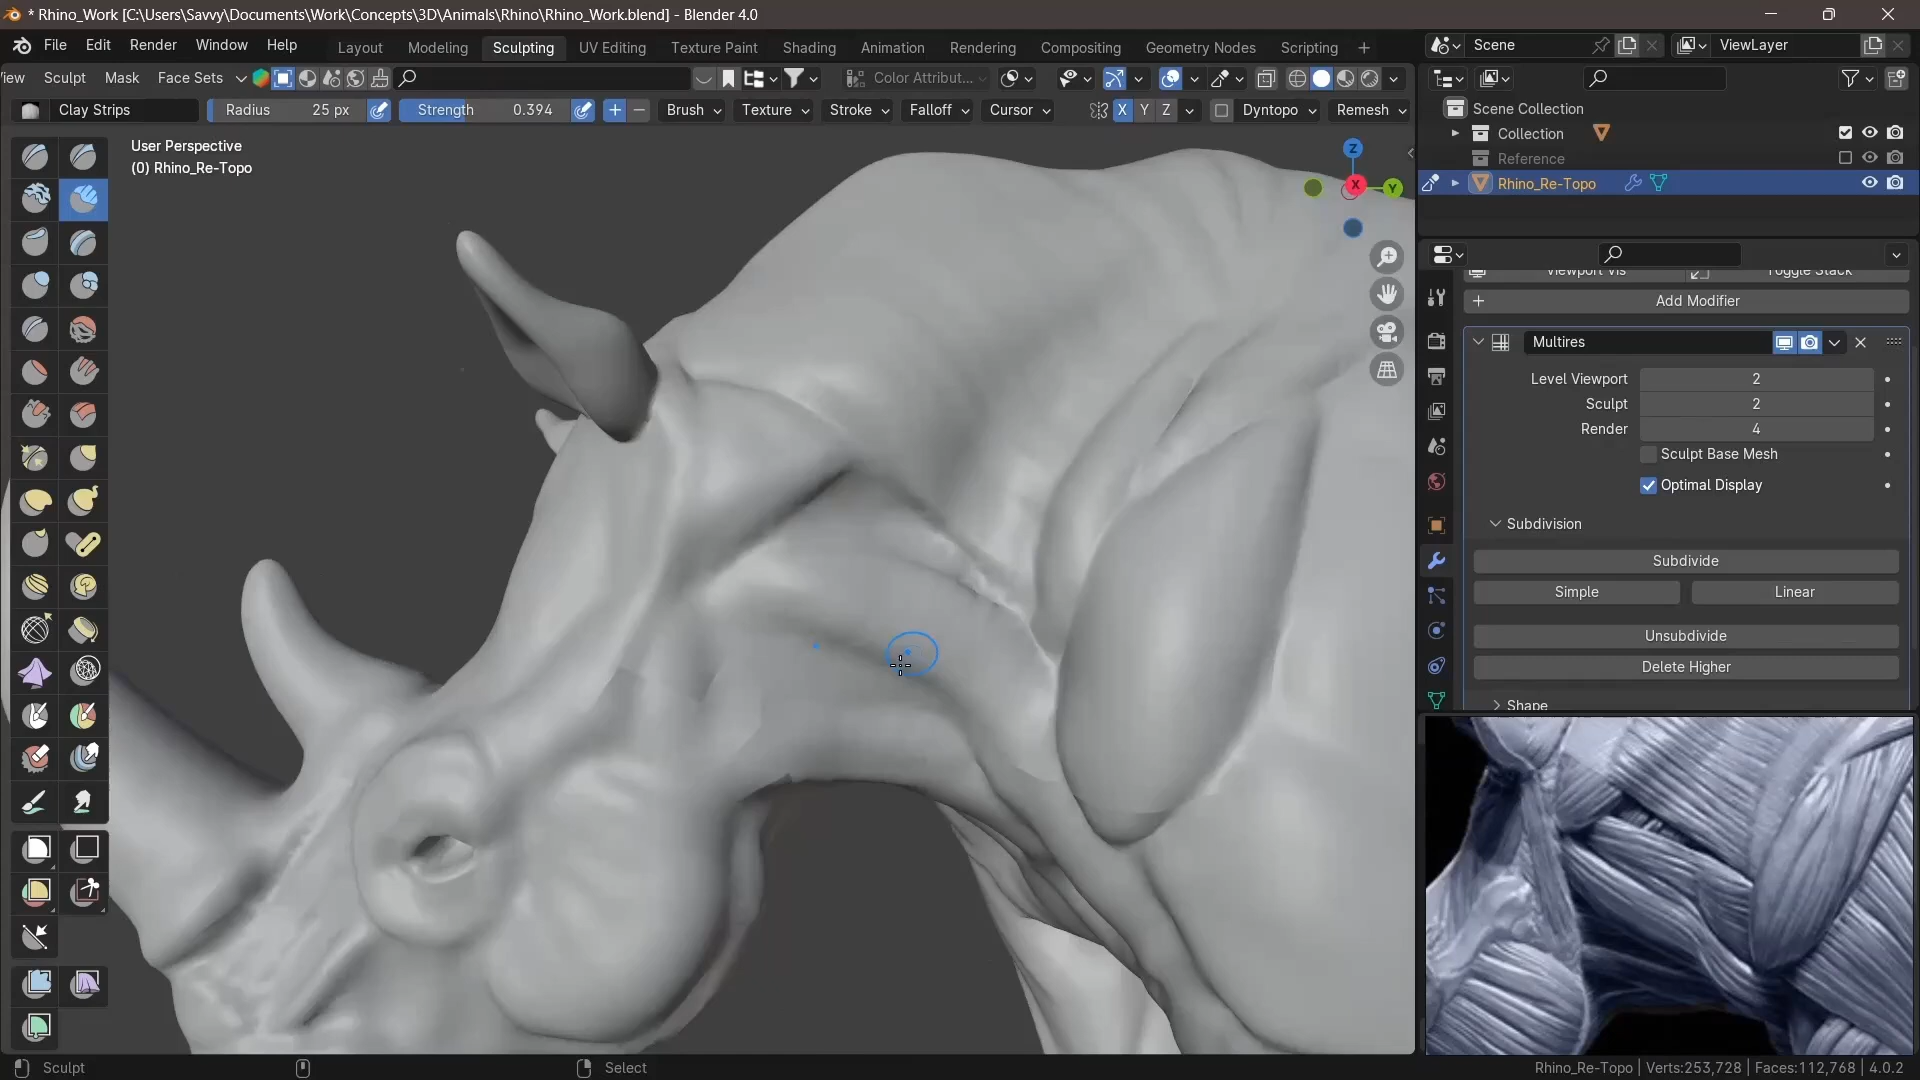 * Rhino_Work [C:\Users\Savvy\Documents\Work\Concepts\3D\Animals\Rhino\Rhino_Work.blend] - Blender 4.0
File Edit Render Window Help Layout Modeling Sculpting UV Editing Texture Paint Shading Animation Rendering Compositing Geometry Nodes Scripting + Scene ViewLayer
iew Sculpt Mask Face Sets Color Attribut...
Clay Strips Radius 25 px Strength 0.394 + − Brush Texture Stroke Falloff Cursor X Y Z Dyntopo Remesh
Scene Collection
Collection
Reference
Rhino_Re-Topo
User Perspective
(0) Rhino_Re-Topo
Z
X
Y
Viewport Vis Toggle Stack
+ Add Modifier
Multires
Level Viewport 2
Sculpt 2
Render 4
Sculpt Base Mesh
Optimal Display
Subdivision
Subdivide
Simple Linear
Unsubdivide
Delete Higher
Shape
Sculpt Select Rhino_Re-Topo | Verts:253,728 | Faces:112,768 | 4.0.2